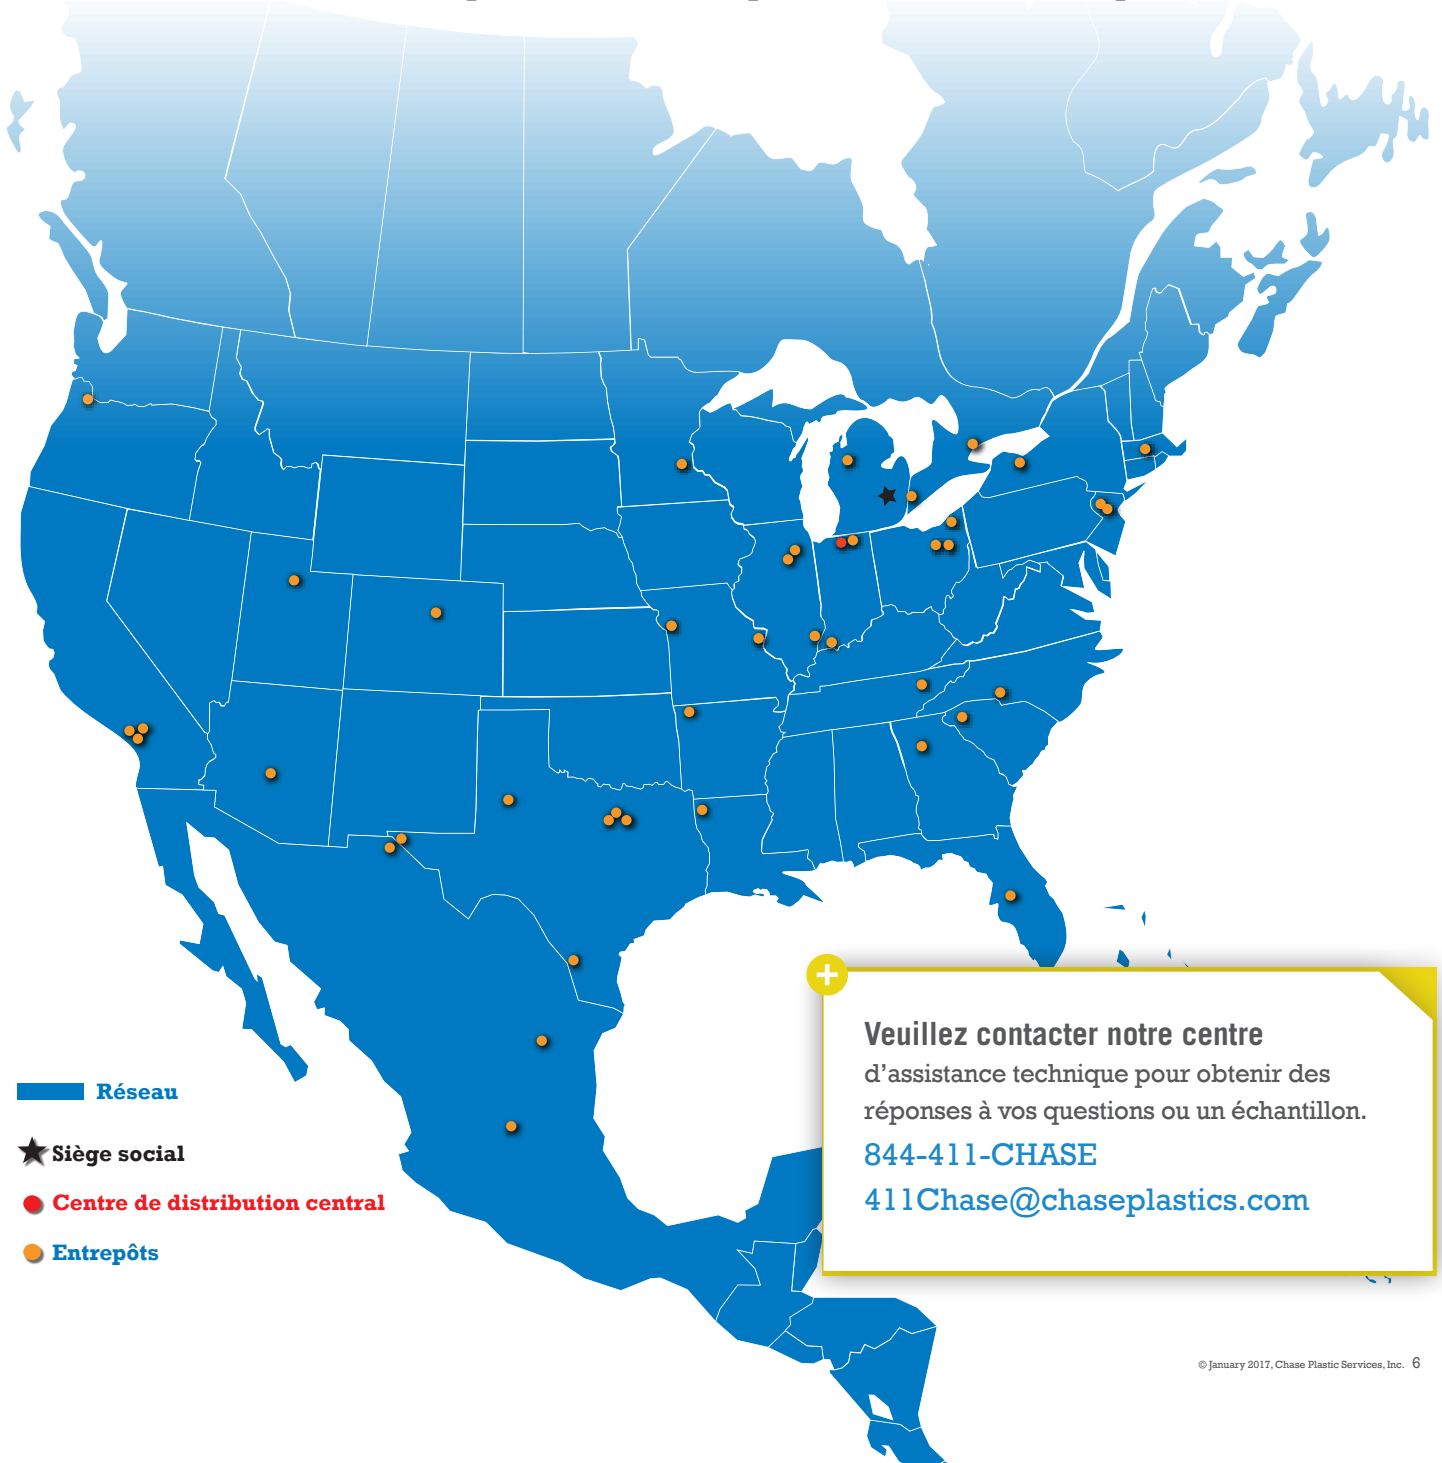 Réseau
Siège social
Centre de distribution central
Entrepôts
Veuillez contacter notre centre
d'assistance technique pour obtenir des
réponses à vos questions ou un échantillon.
844-411-CHASE
411Chase@chaseplastics.com
© January 2017, Chase Plastic Services, Inc. 6